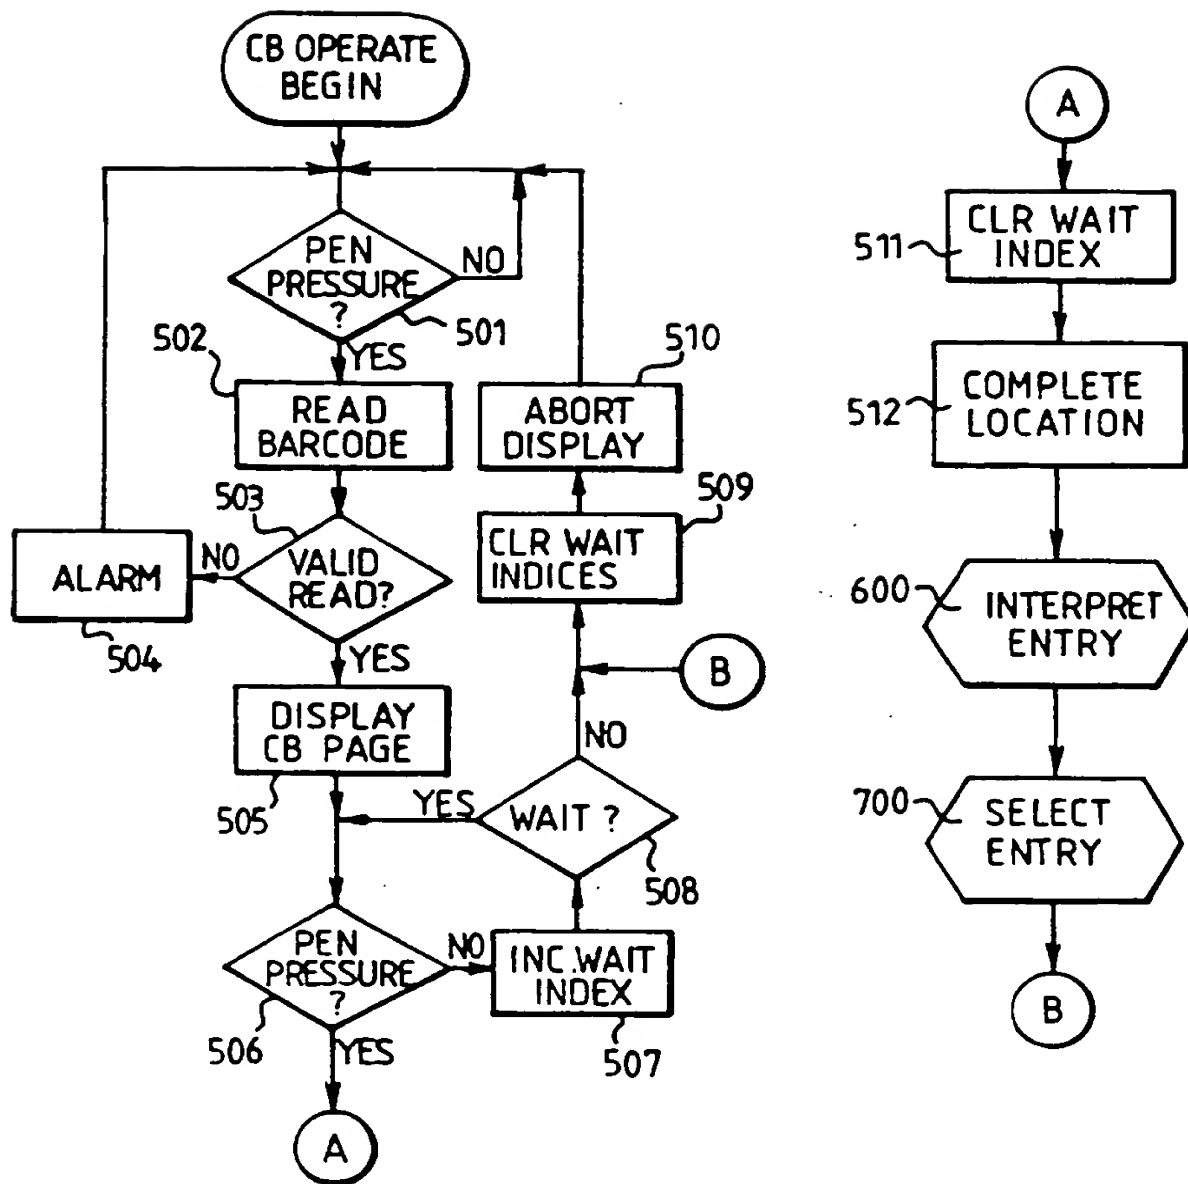 CB OPERATE
BEGIN
PEN
PRESSURE
?
NO
501
YES
502
READ
BARCODE
503
VALID
READ?
NO
ALARM
504
YES
DISPLAY
CB PAGE
505
PEN
PRESSURE
?
506
NO
INC.WAIT
INDEX
507
YES
A
WAIT ?
508
YES
NO
B
CLR WAIT
INDICES
509
ABORT
DISPLAY
510
A
CLR WAIT
INDEX
511
COMPLETE
LOCATION
512
INTERPRET
ENTRY
600
SELECT
ENTRY
700
B